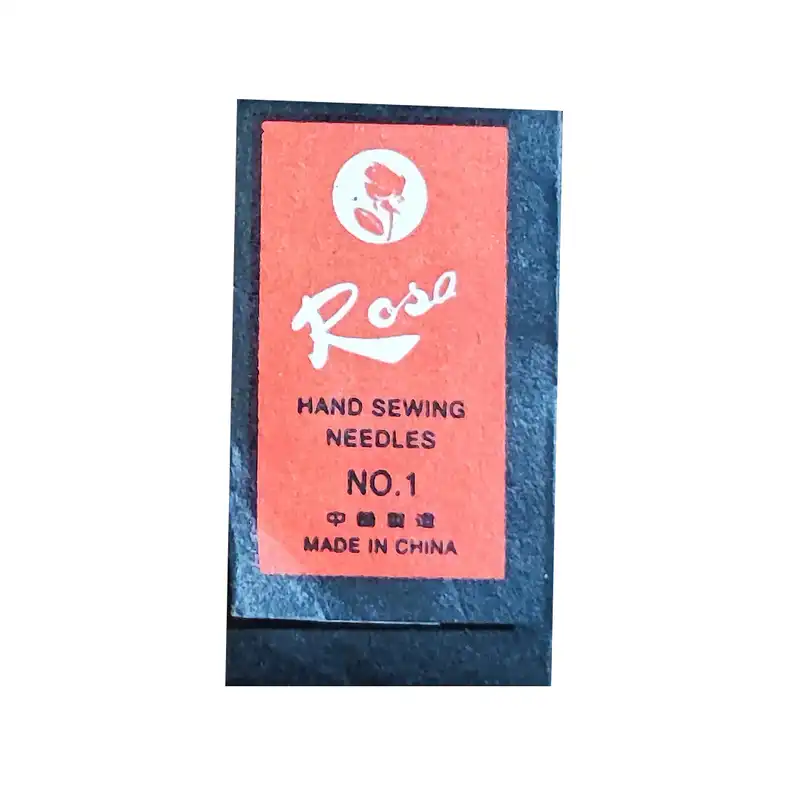 Rose
HAND SEWING
NEEDLES
NO.1
中國製造
MADE IN CHINA